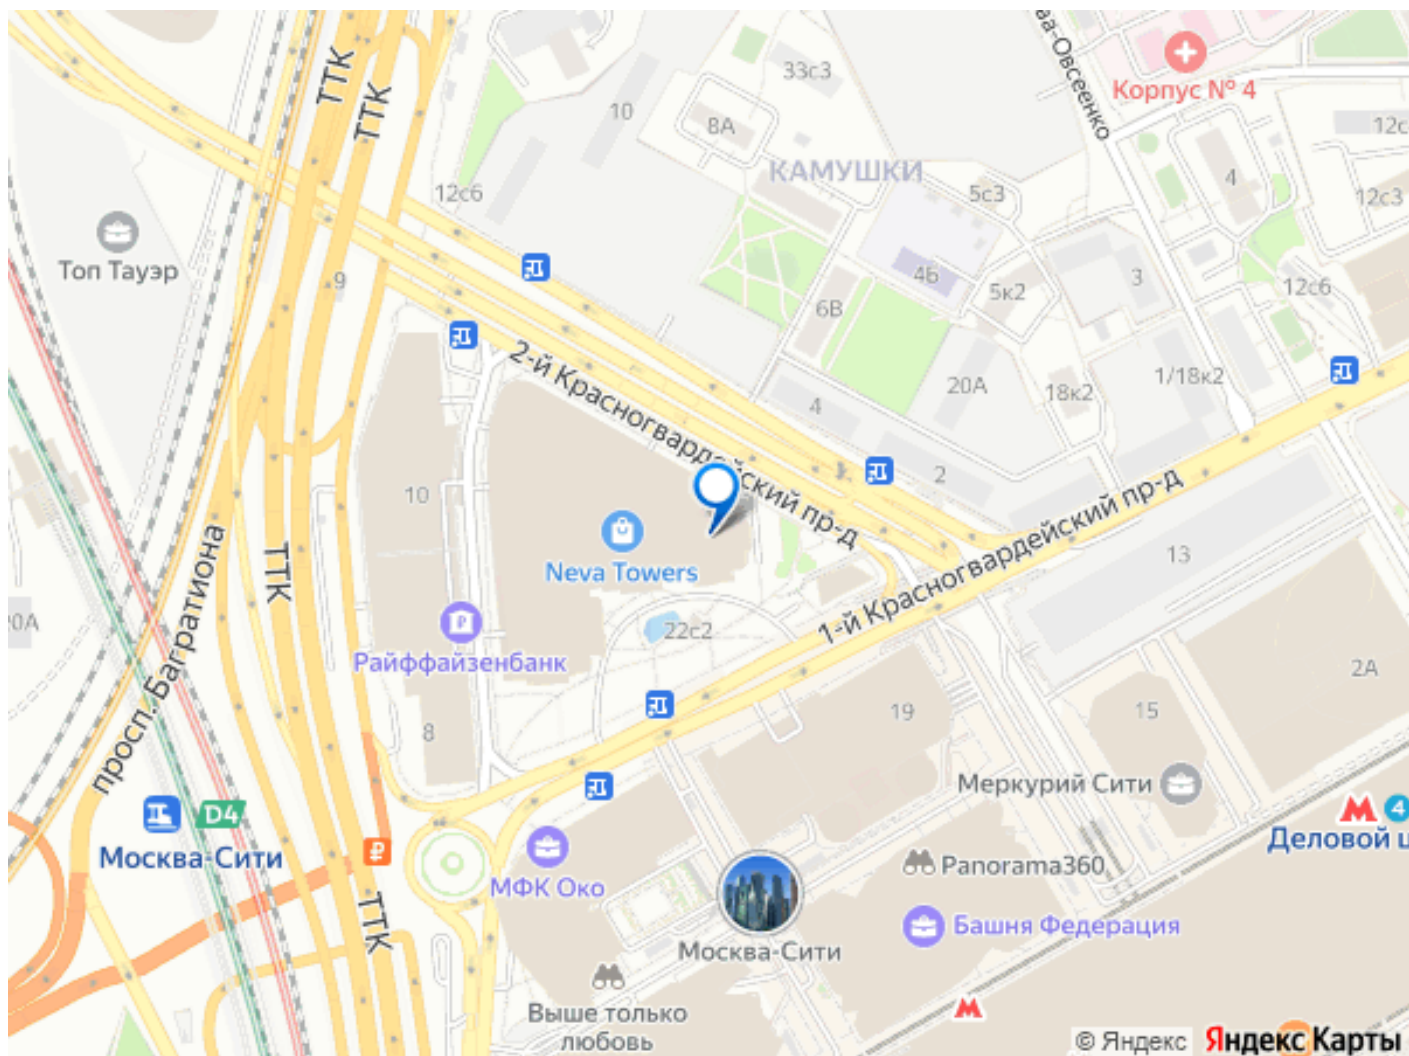 ТТК
ТТК
33с3
10
8А
КАМУШКИ
12с6
5с3
Корпус № 4
12с
4
12с3
12с6
Топ Тауэр
9
4Б
5к2
3
6В
2-й Красногвардейский пр-д
20А
18к2
1/18к2
4
2
10
Neva Towers
1-й Красногвардейский пр-д
13
просп. Багратиона
ТТК
22с2
Райффайзенбанк
8
19
15
2А
Меркурий Сити
D4
Москва-Сити
МФК Око
Panorama360
4
Деловой ц
Башня Федерация
ТТК
Москва-Сити
Выше только
любовь
© Яндекс Яндекс Карты